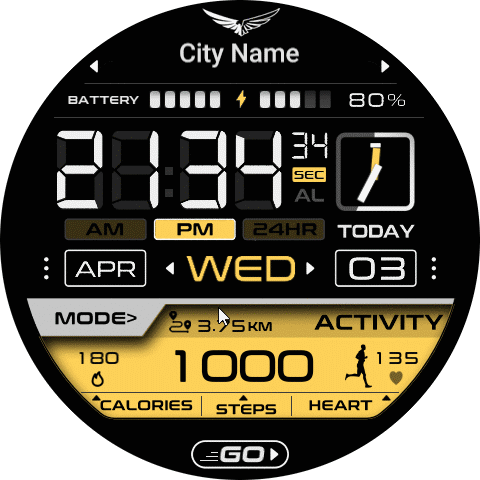 City Name
BATTERY 80%
21:34 34
SEC
AL
AM PM 24HR TODAY
APR WED 03
MODE> 3.75KM ACTIVITY
180 1000 135
CALORIES STEPS HEART
GO